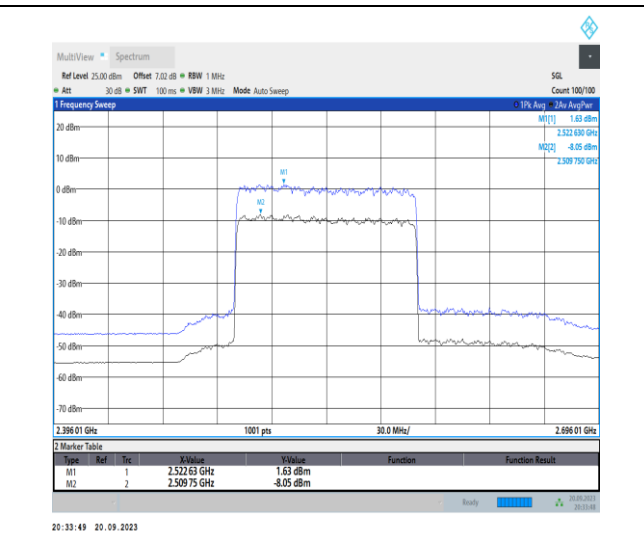 MultiView Spectrum
Ref Level 25.00 dBm Offset 7.02 dB RBW 1 MHz SGL
Att 30 dB SWT 100 ms VBW 3 MHz Mode Auto Sweep Count 100/100
1 Frequency Sweep 1Pk Avg 2Av AvgPwr
M1[1] 1.63 dBm
2.522 630 GHz
M2[2] -8.05 dBm
2.509 750 GHz
20 dBm
10 dBm
M1
0 dBm
M2
-10 dBm
-20 dBm
-30 dBm
-40 dBm
-50 dBm
-60 dBm
-70 dBm
2.396 01 GHz 1001 pts 30.0 MHz/ 2.696 01 GHz
2 Marker Table
Type Ref Trc X-Value Y-Value Function Function Result
M1 1 2.522 63 GHz 1.63 dBm
M2 2 2.509 75 GHz -8.05 dBm
Ready 20.09.2023
20:33:48
20:33:49 20.09.2023